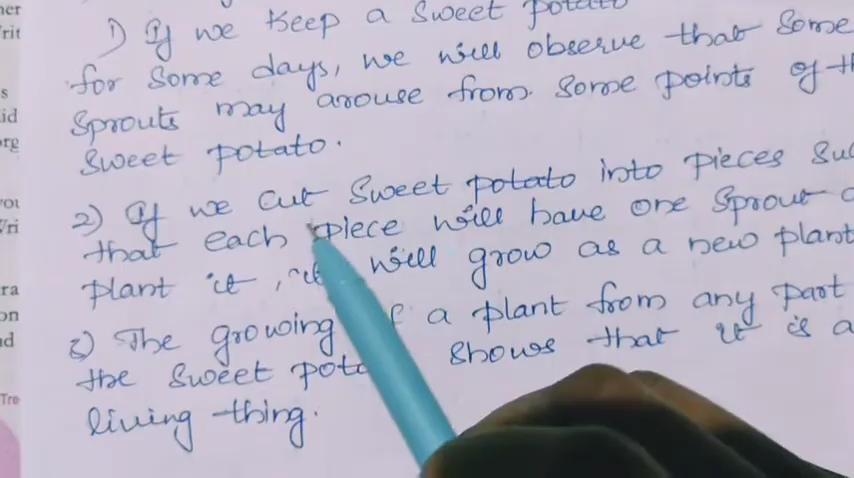 1) If we keep a sweet potato
for some days, we will observe that some
sprouts may arouse from some points of
sweet potato.
2) If we cut sweet potato into pieces
that each piece will have one sprout
plant it, it will grow as a new plant
3) The growing of a plant from any part
the sweet shows that it is a
living thing.